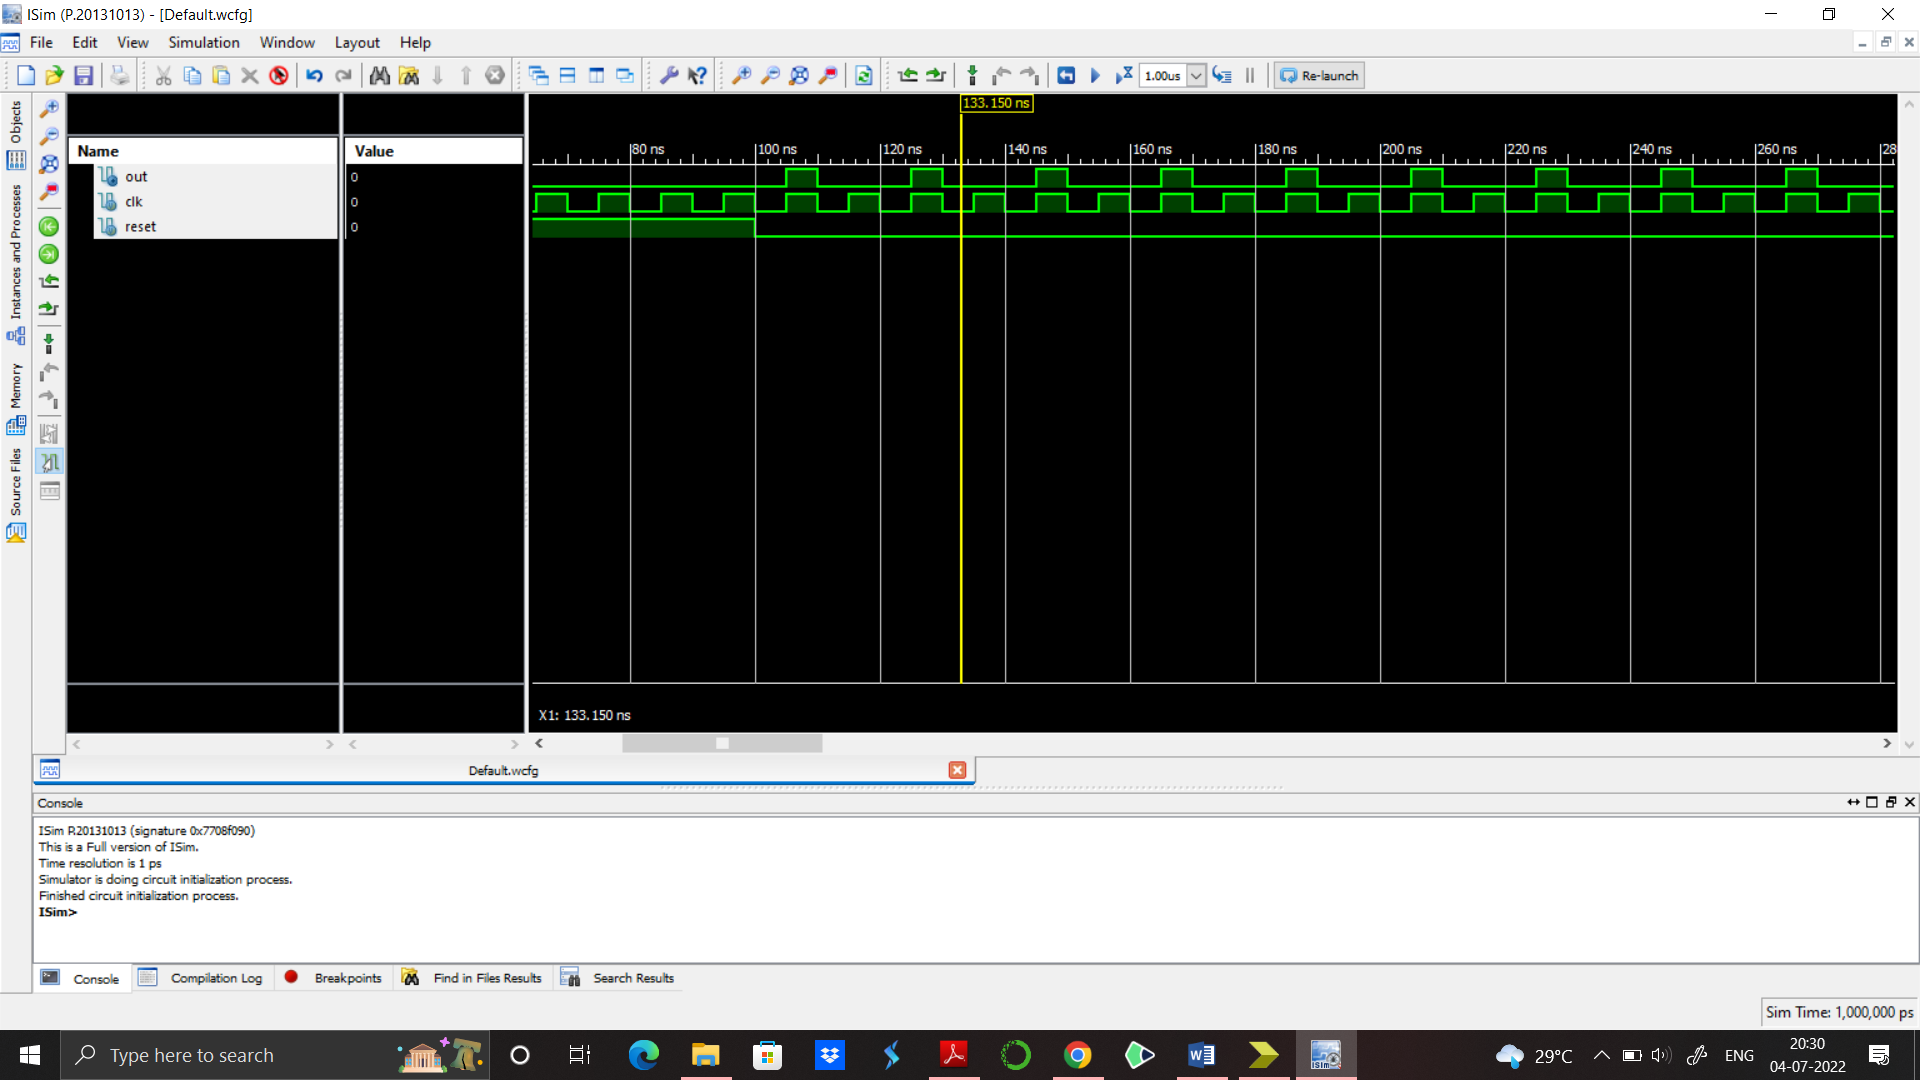 ISim (P.20131013) - [Default.wcfg]
File Edit View Simulation Window Layout Help
1.00us Re-launch
Objects
Instances and Processes
Memory
Source Files
133.150 ns
Name Value
80 ns 100 ns 120 ns 140 ns 160 ns 180 ns 200 ns 220 ns 240 ns 260 ns 28
out 0
clk 0
reset 0
X1: 133.150 ns
Default.wcfg
Console
ISim P.20131013 (signature 0x7708f090)
This is a Full version of ISim.
Time resolution is 1 ps
Simulator is doing circuit initialization process.
Finished circuit initialization process.
ISim>
Console Compilation Log Breakpoints Find in Files Results Search Results
Sim Time: 1,000,000 ps
Type here to search
29°C ENG
20:30
04-07-2022